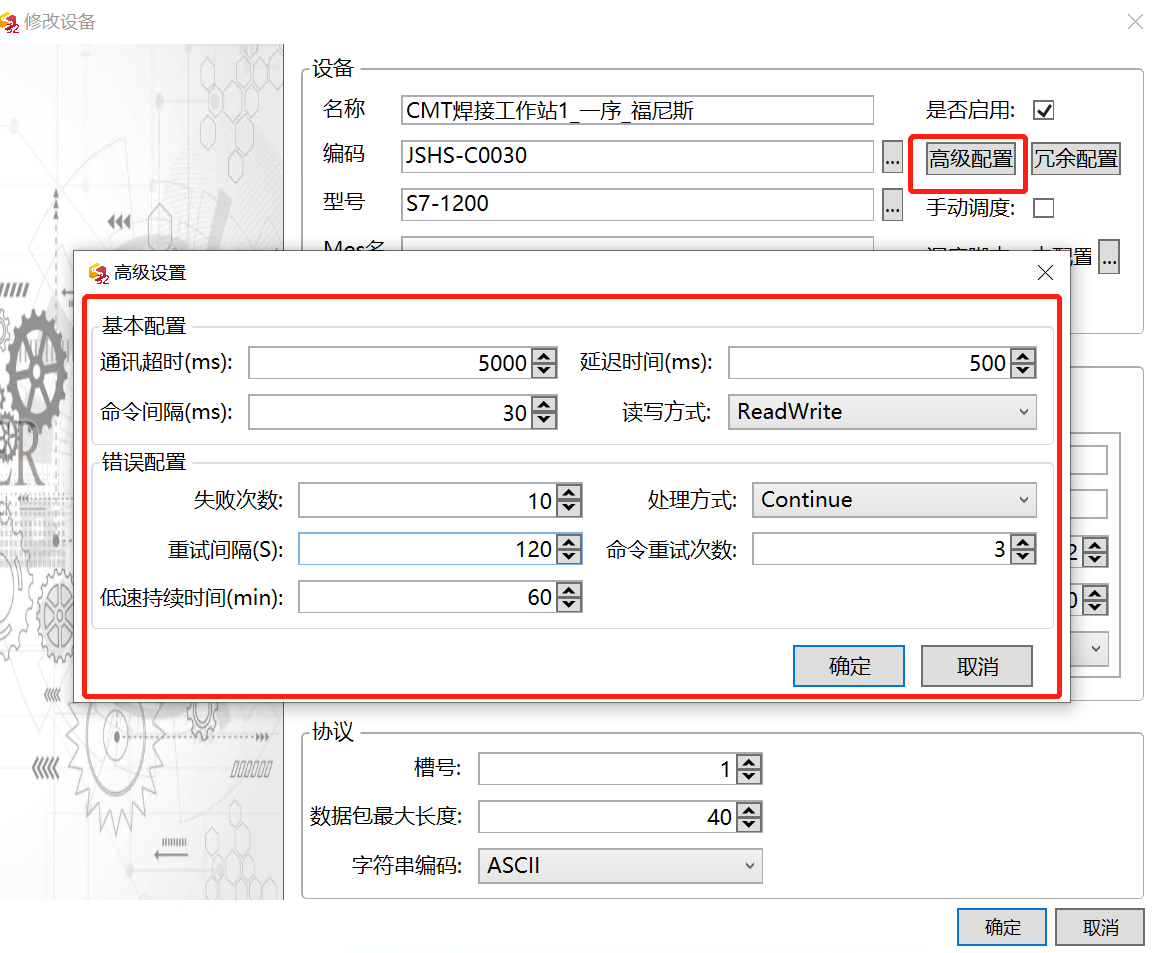 修改设备
设备
名称 CMT焊接工作站1_一序_福尼斯 是否启用:
编码 JSHS-C0030 ... 高级配置 冗余配置
型号 S7-1200 ... 手动调度:
配置 ...
高级设置
基本配置
通讯超时(ms): 5000 延迟时间(ms): 500
命令间隔(ms): 30 读写方式: ReadWrite
错误配置
失败次数: 10 处理方式: Continue
重试间隔(S): 120 命令重试次数: 3
低速持续时间(min): 60
确定 取消
协议
槽号: 1
数据包最大长度: 40
字符串编码: ASCII
确定 取消